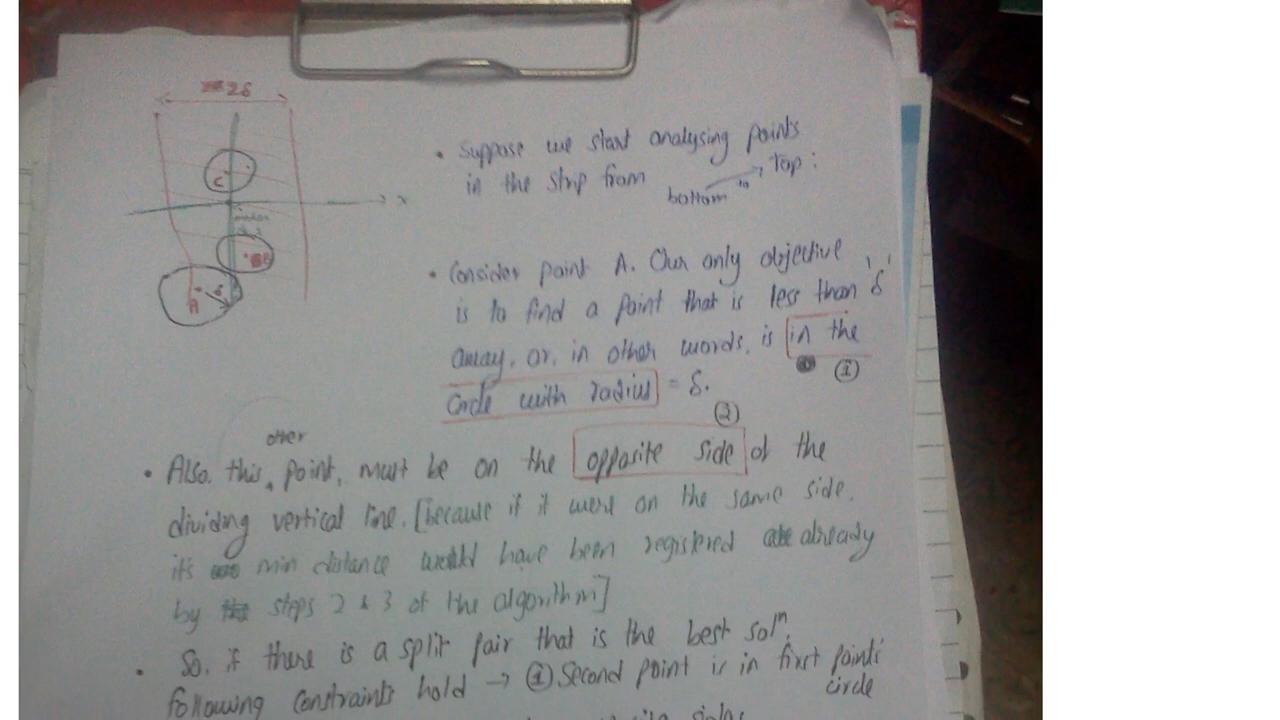 2δ
C
x
median
B
A
δ
• Suppose we start analysing points
in the strip from bottom to top :
• Consider point A. Our only objective
is to find a point that is less than 'δ'
away, or, in other words, is in the
①
circle with radius = δ.
②
other
• Also, this point, must be on the opposite side of the
dividing vertical line. [because if it were on the same side,
it's min distance would have been registered already
by steps 2 & 3 of the algorithm]
• So, if there is a split pair that is the best solⁿ,
following constraints hold → ① Second point is in first point's
circle